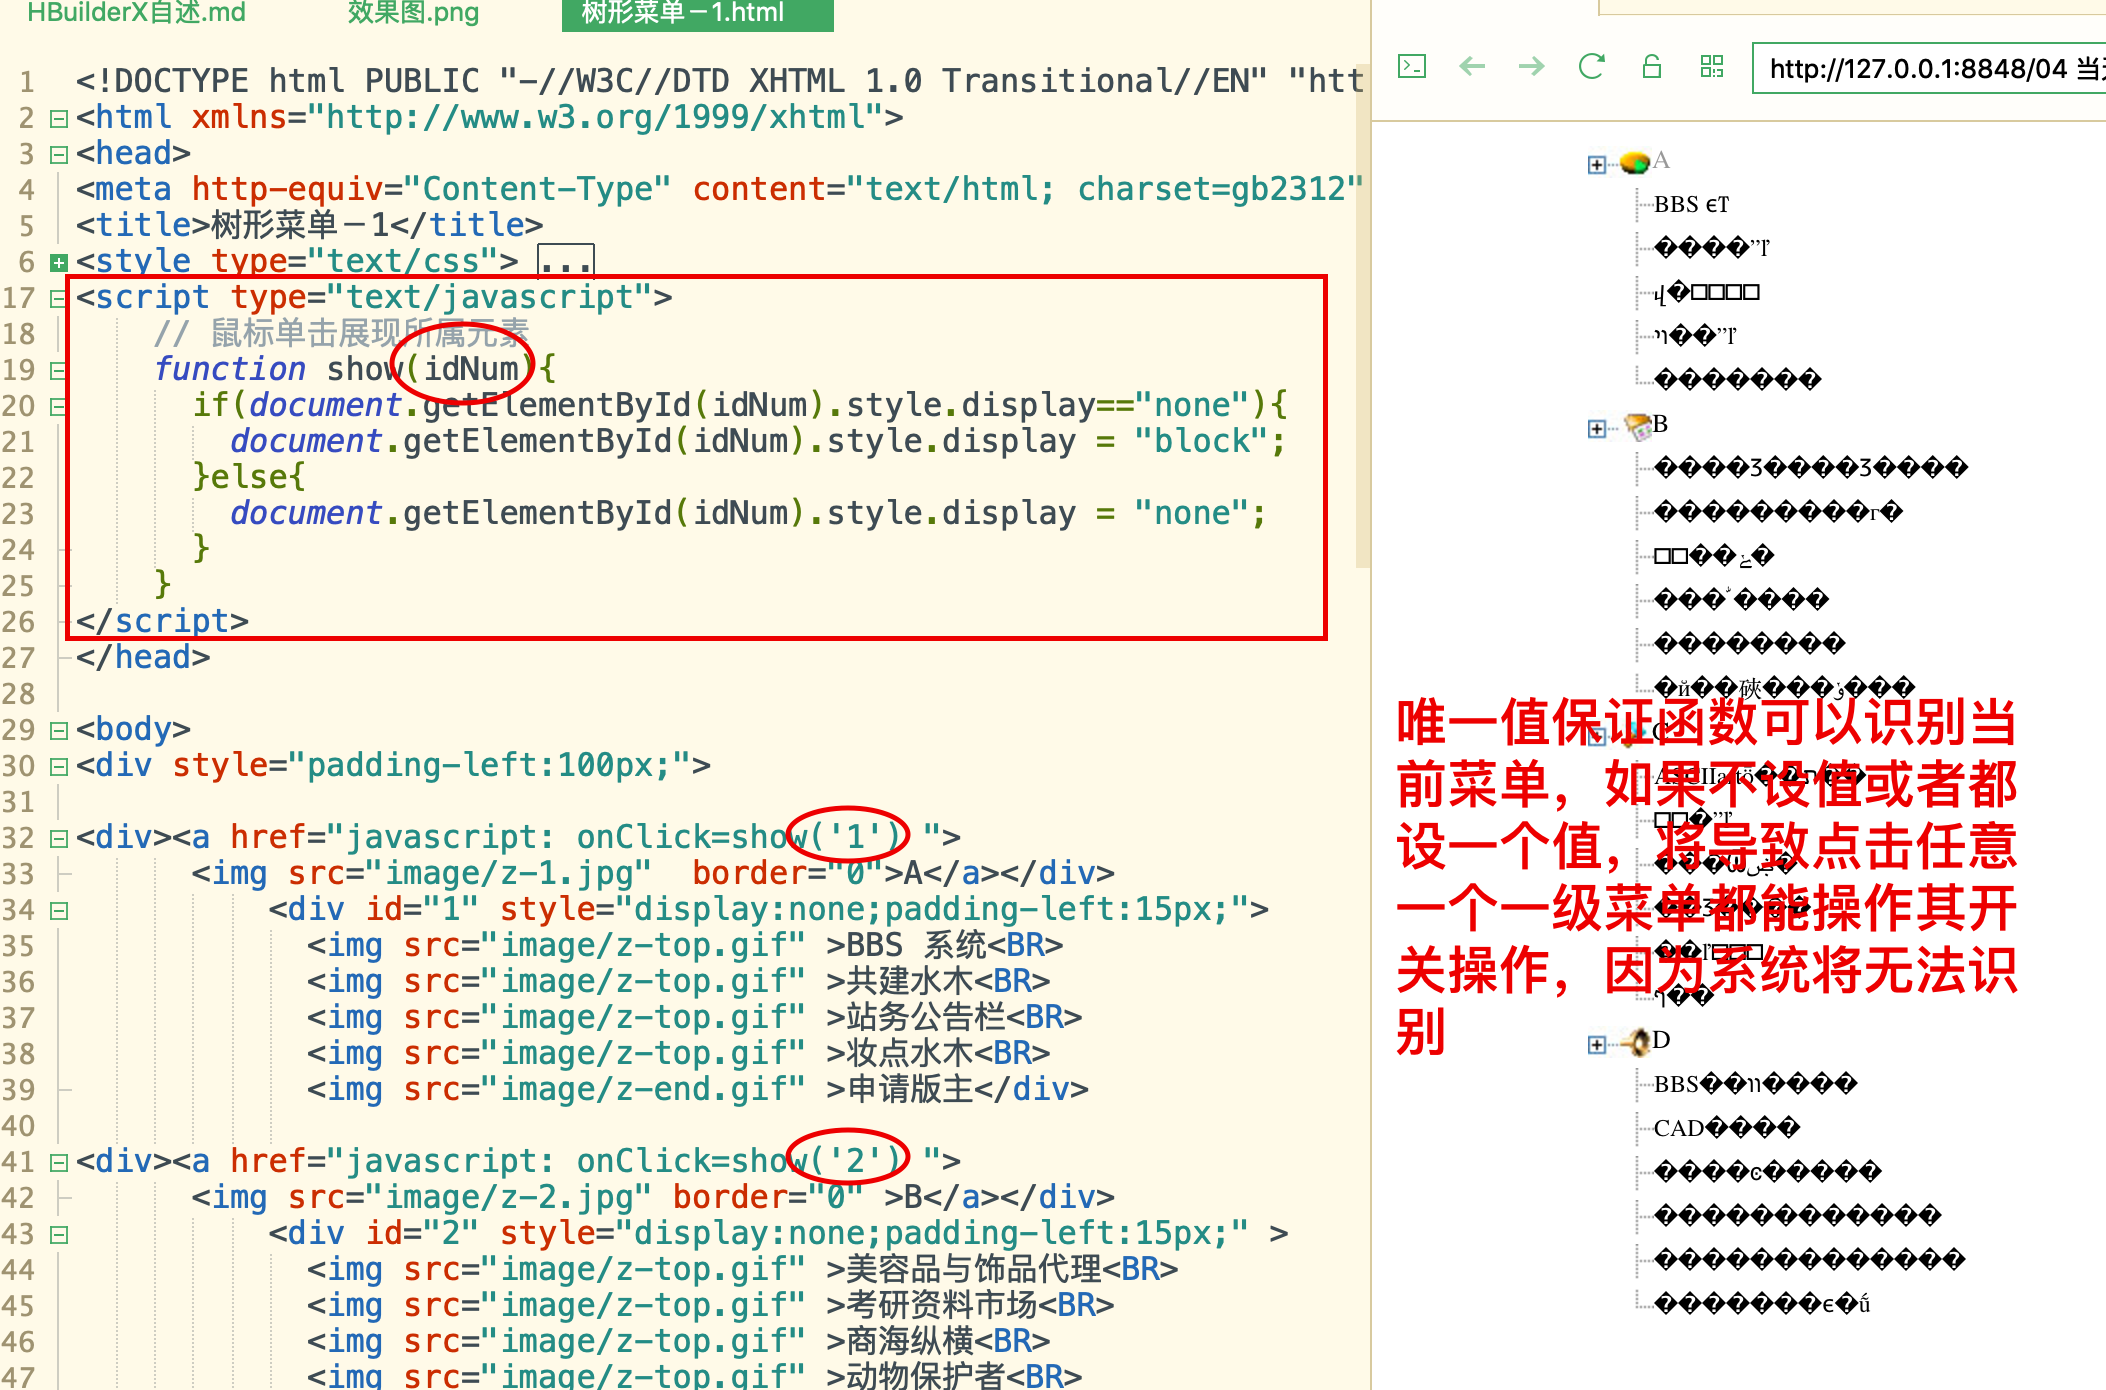 HBuilderX自述.md
效果图.png
树形菜单－1.html
1 <!DOCTYPE html PUBLIC "-//W3C//DTD XHTML 1.0 Transitional//EN" "htt
2 <html xmlns="http://www.w3.org/1999/xhtml">
3 <head>
4 <meta http-equiv="Content-Type" content="text/html; charset=gb2312"
5 <title>树形菜单－1</title>
6 <style type="text/css"> ...
17 <script type="text/javascript">
18 // 鼠标单击展现所属元素
19 function show(idNum){
20 if(document.getElementById(idNum).style.display=="none"){
21 document.getElementById(idNum).style.display = "block";
22 }else{
23 document.getElementById(idNum).style.display = "none";
24 }
25 }
26 </script>
27 </head>
28
29 <body>
30 <div style="padding-left:100px;">
31
32 <div><a href="javascript: onClick=show('1') ">
33 <img src="image/z-1.jpg"  border="0">A</a></div>
34 <div id="1" style="display:none;padding-left:15px;">
35 <img src="image/z-top.gif" >BBS 系统<BR>
36 <img src="image/z-top.gif" >共建水木<BR>
37 <img src="image/z-top.gif" >站务公告栏<BR>
38 <img src="image/z-top.gif" >妆点水木<BR>
39 <img src="image/z-end.gif" >申请版主</div>
40
41 <div><a href="javascript: onClick=show('2') ">
42 <img src="image/z-2.jpg" border="0" >B</a></div>
43 <div id="2" style="display:none;padding-left:15px;" >
44 <img src="image/z-top.gif" >美容品与饰品代理<BR>
45 <img src="image/z-top.gif" >考研资料市场<BR>
46 <img src="image/z-top.gif" >商海纵横<BR>
47 <img src="image/z-top.gif" >动物保护者<BR>
http://127.0.0.1:8848/04 当
A
BBS ϵͳ
B
C
D
BBS
CAD
唯一值保证函数可以识别当
前菜单，如果不设值或者都
设一个值，将导致点击任意
一个一级菜单都能操作其开
关操作，因为系统将无法识
别